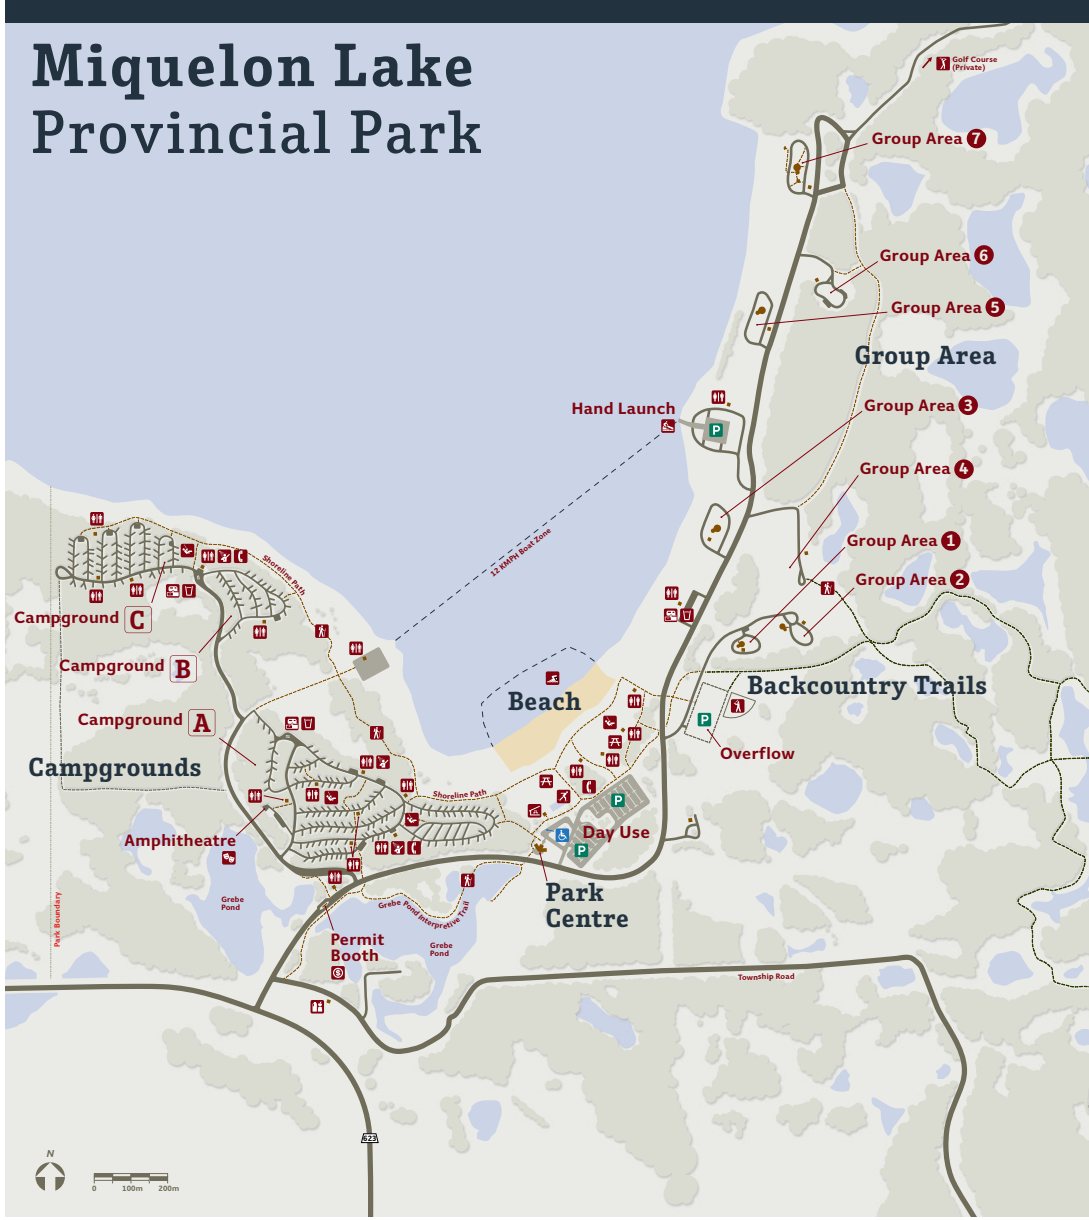 Miquelon Lake
Provincial Park
Golf Course
(Private)
Group Area 7
Group Area 6
Group Area 5
Group Area
Group Area 3
Hand Launch
P
Group Area 4
12 KMPH Boat Zone
Group Area 1
Shoreline Path
Group Area 2
Campground C
Campground B
Backcountry Trails
Beach
Campground A
P
Overflow
Campgrounds
Shoreline Path
P
Day Use
Amphitheatre
P
Park
Centre
Grebe
Pond
Grebe Pond Interpretive Trail
Park Boundary
Permit
Booth
Grebe
Pond
$
Township Road
623
N
0 100m 200m